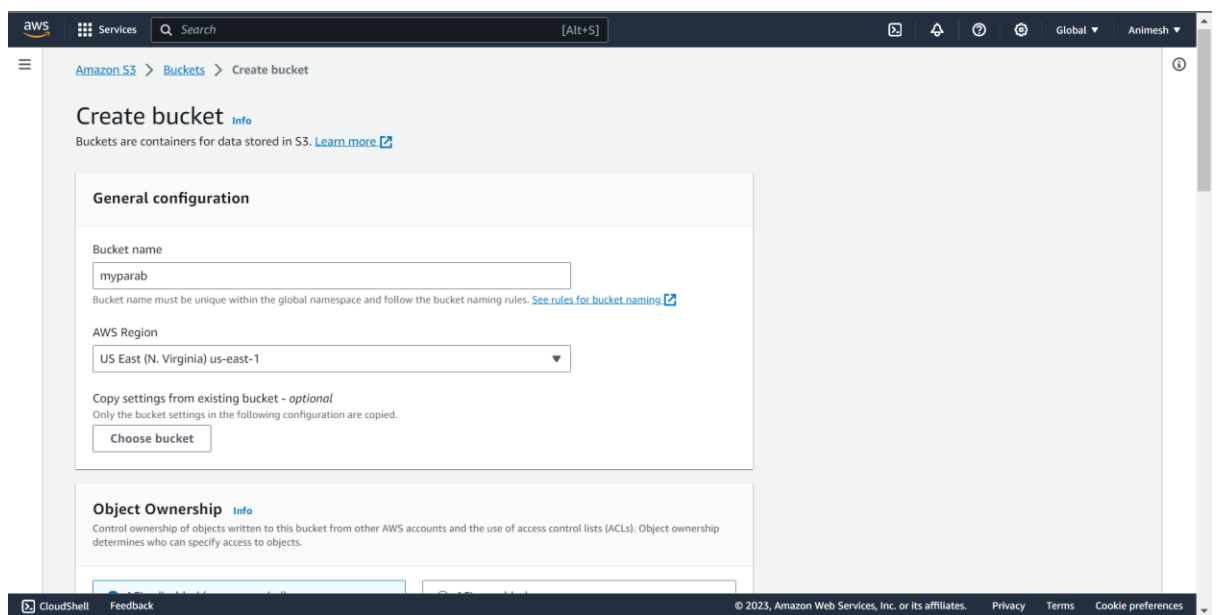 aws Services Search [Alt+S] Global Animesh
Amazon S3 > Buckets > Create bucket
Create bucket Info
Buckets are containers for data stored in S3. Learn more
General configuration
Bucket name
myparab
Bucket name must be unique within the global namespace and follow the bucket naming rules. See rules for bucket naming
AWS Region
US East (N. Virginia) us-east-1
Copy settings from existing bucket - optional
Only the bucket settings in the following configuration are copied.
Choose bucket
Object Ownership Info
Control ownership of objects written to this bucket from other AWS accounts and the use of access control lists (ACLs). Object ownership
determines who can specify access to objects.
CloudShell Feedback © 2023, Amazon Web Services, Inc. or its affiliates. Privacy Terms Cookie preferences